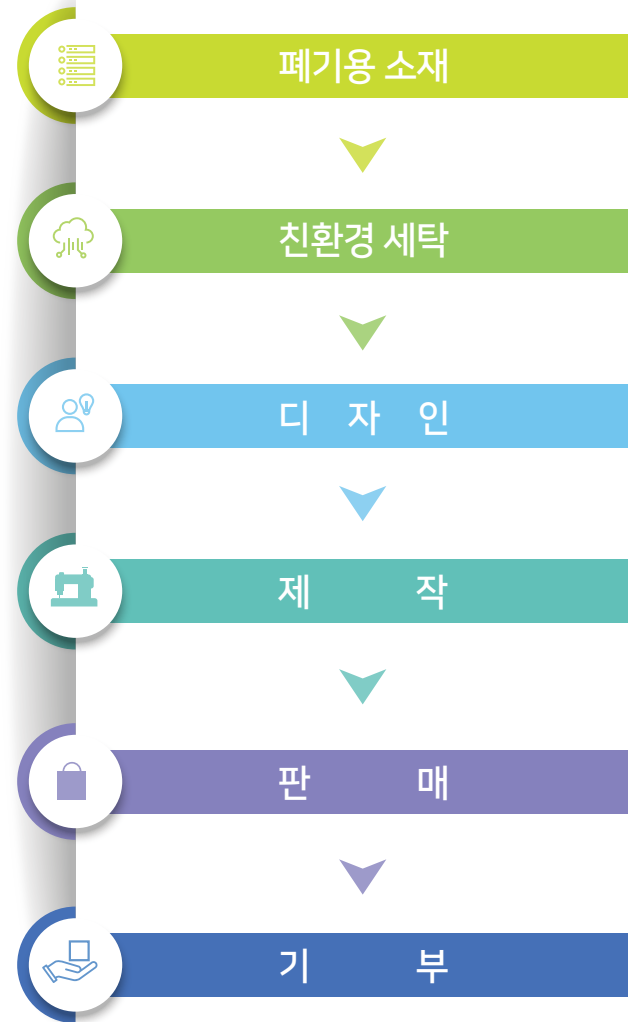 폐기용 소재
친환경 세탁
디 자 인
제 작
판 매
기 부